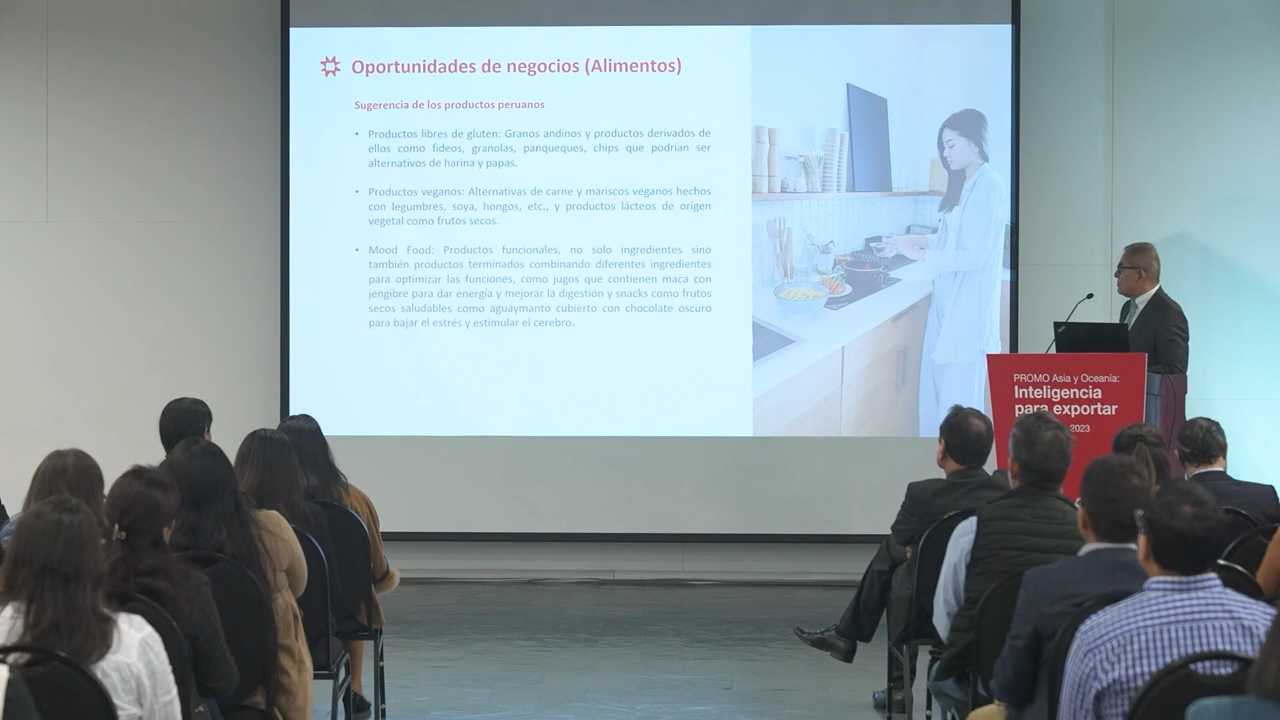 Oportunidades de negocios (Alimentos)
Sugerencia de los productos peruanos
• Productos libres de gluten: Granos andinos y productos derivados de
ellos como fideos, granolas, panqueques, chips que podrían ser
alternativos de harina y papas.
• Productos veganos: Alternativas de carne y mariscos veganos hechos
con legumbres, soya, hongos, etc., y productos lácteos de origen
vegetal como frutos secos.
• Mood Food: Productos funcionales, no solo ingredientes sino
también productos terminados combinando diferentes ingredientes
para optimizar las funciones, como jugos que contienen maca con
jengibre para dar energía y mejorar la digestión y snacks como frutos
secos saludables como aguaymanto cubierto con chocolate oscuro
para bajar el estrés y estimular el cerebro.
PROMO Asia y Oceanía:
Inteligencia
para exportar
2023